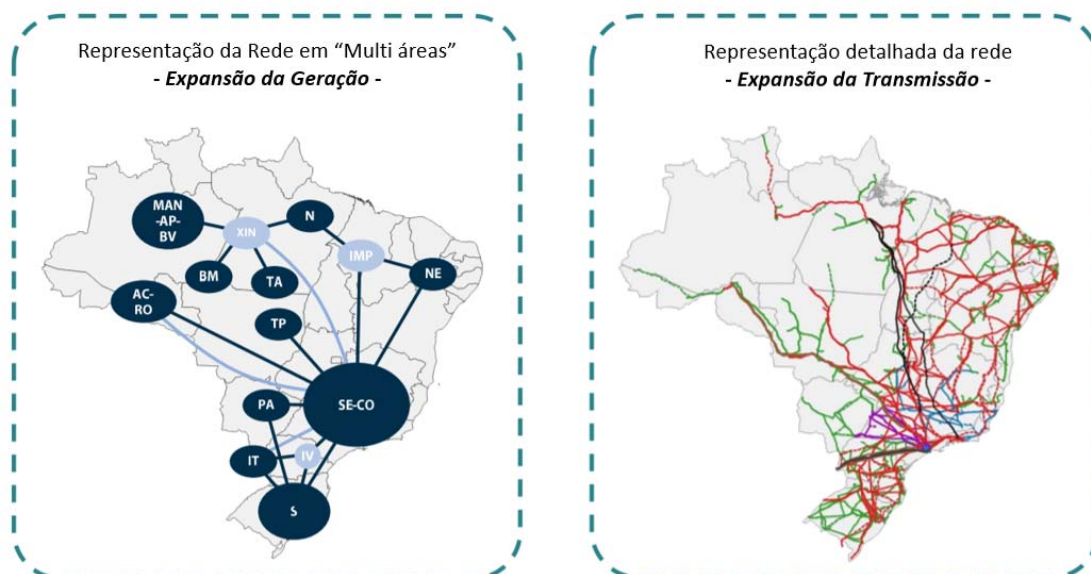 Representação da Rede em “Multi áreas”
- Expansão da Geração -
MAN
-AP-
BV
XIN
N
IMP
NE
BM
TA
AC-
RO
TP
PA
SE-CO
IT
IV
S
Representação detalhada da rede
- Expansão da Transmissão -